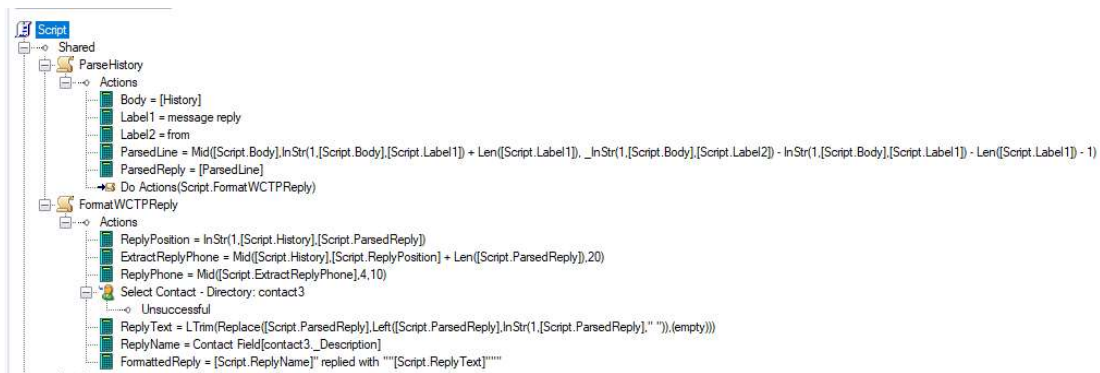 Script
Shared
ParseHistory
Actions
Body = [History]
Label1 = message reply
Label2 = from
ParsedLine = Mid([Script.Body],InStr(1,[Script.Body],[Script.Label1]) + Len([Script.Label1]), _InStr(1,[Script.Body],[Script.Label2]) - InStr(1,[Script.Body],[Script.Label1]) - Len([Script.Label1]) - 1)
ParsedReply = [ParsedLine]
Do Actions(Script.FormatWCTPReply)
FormatWCTPReply
Actions
ReplyPosition = InStr(1,[Script.History],[Script.ParsedReply])
ExtractReplyPhone = Mid([Script.History],[Script.ReplyPosition] + Len([Script.ParsedReply]),20)
ReplyPhone = Mid([Script.ExtractReplyPhone],4,10)
Select Contact - Directory: contact3
Unsuccessful
ReplyText = LTrim(Replace([Script.ParsedReply],Left([Script.ParsedReply],InStr(1,[Script.ParsedReply]," ")),(empty)))
ReplyName = Contact Field[contact3._Description]
FormattedReply = [Script.ReplyName]" replied with ""[Script.ReplyText]""""